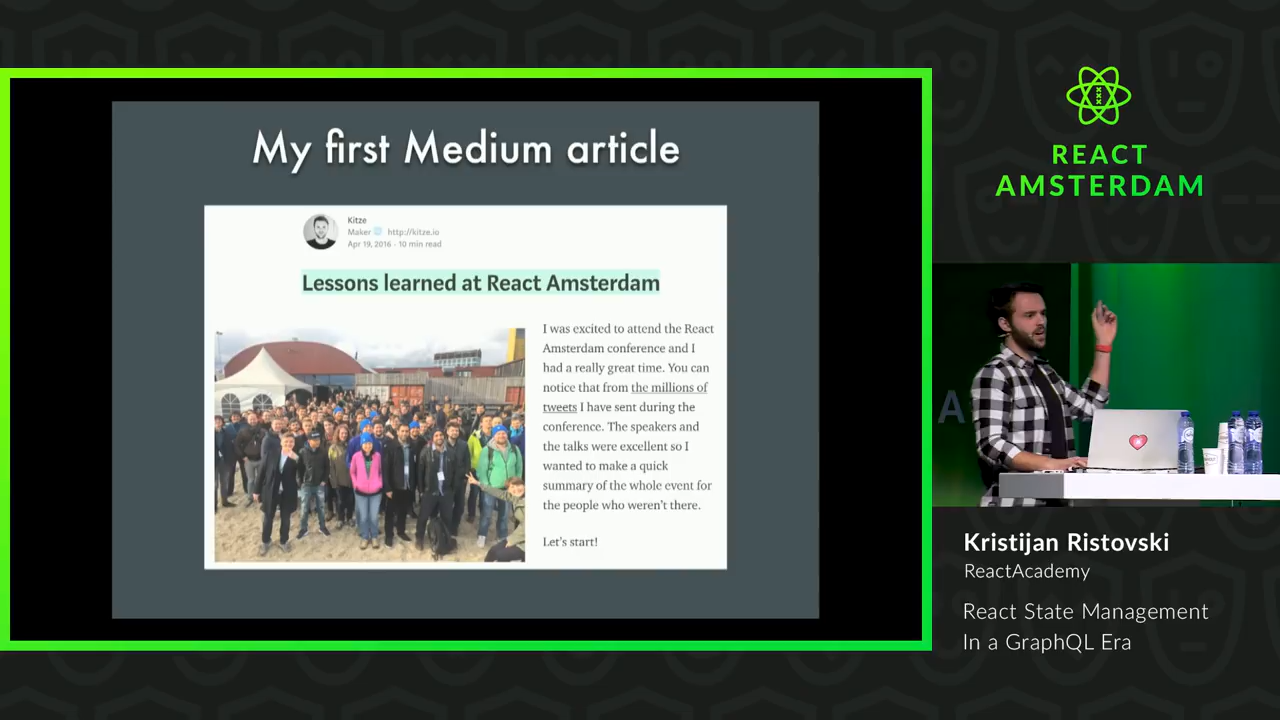 My first Medium article
Kitze
Maker http://kitze.io
Apr 19, 2016 · 10 min read
Lessons learned at React Amsterdam
I was excited to attend the React
Amsterdam conference and I
had a really great time. You can
notice that from the millions of
tweets I have sent during the
conference. The speakers and
the talks were excellent so I
wanted to make a quick
summary of the whole event for
the people who weren't there.
Let's start!
REACT
AMSTERDAM
A
Kristijan Ristovski
ReactAcademy
React State Management
In a GraphQL Era